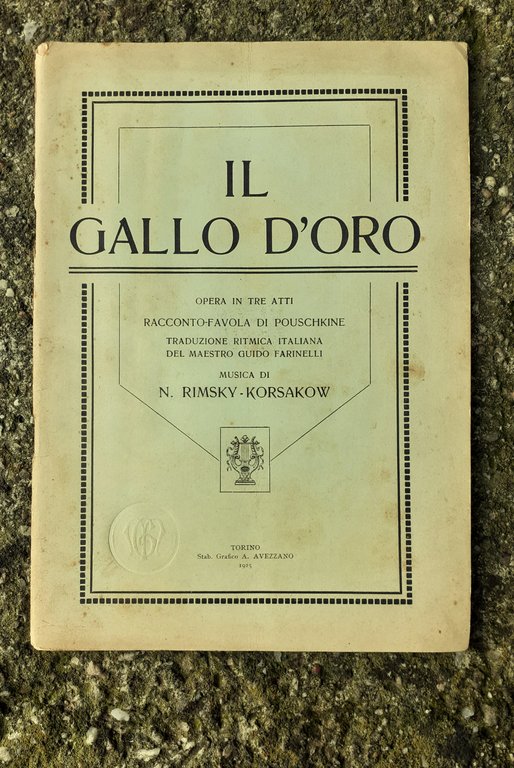 IL
GALLO D'ORO
OPERA IN TRE ATTI
RACCONTO-FAVOLA DI POUSCHKINE
TRADUZIONE RITMICA ITALIANA
DEL MAESTRO GUIDO FARINELLI
MUSICA DI
N. RIMSKY-KORSAKOW
TORINO
Stab. Grafico A. AVEZZANO
1925